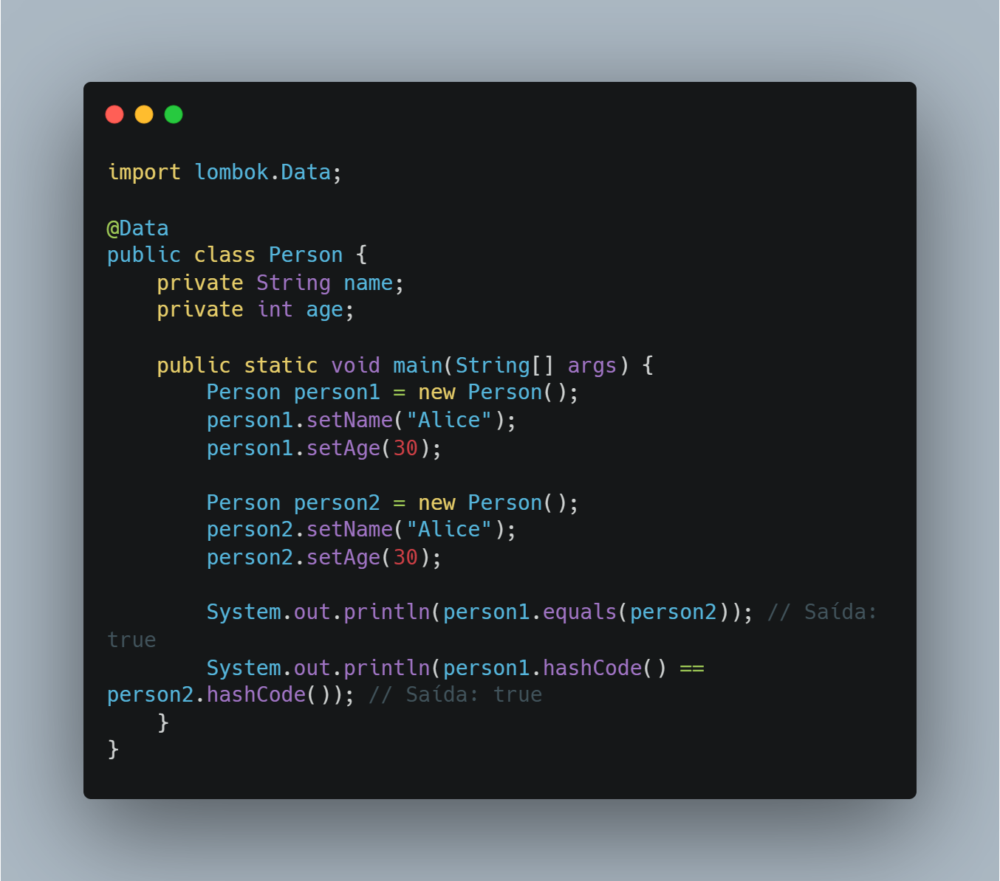 import lombok.Data;

@Data
public class Person {
    private String name;
    private int age;

    public static void main(String[] args) {
        Person person1 = new Person();
        person1.setName("Alice");
        person1.setAge(30);

        Person person2 = new Person();
        person2.setName("Alice");
        person2.setAge(30);

        System.out.println(person1.equals(person2)); // Saída:
true
        System.out.println(person1.hashCode() ==
person2.hashCode()); // Saída: true
    }
}